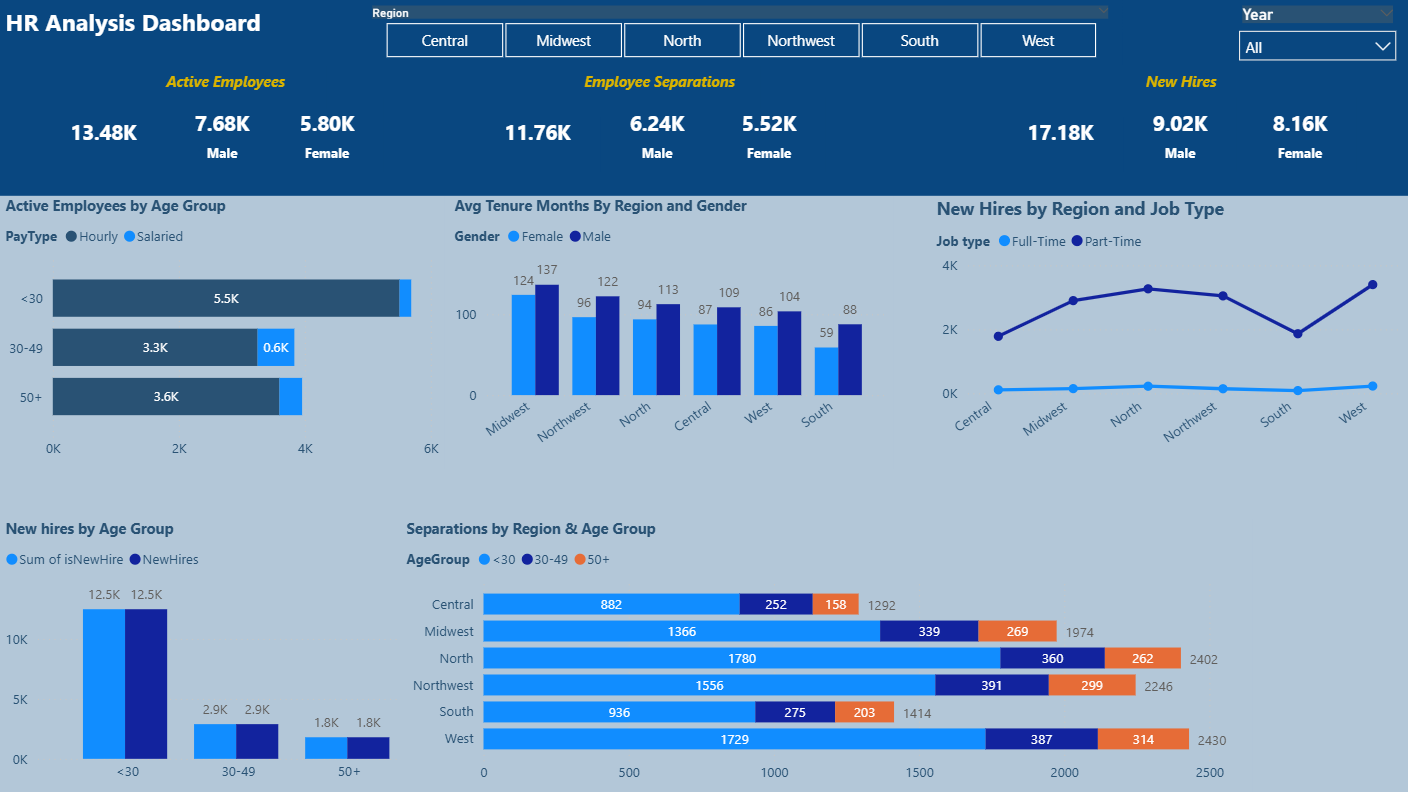 HR Analysis Dashboard
Region
Central Midwest North Northwest South West
Year
All
Active Employees
13.48K
7.68K
Male
5.80K
Female
Employee Separations
11.76K
6.24K
Male
5.52K
Female
New Hires
17.18K
9.02K
Male
8.16K
Female
Active Employees by Age Group
PayType Hourly Salaried
<30 5.5K
30-49 3.3K 0.6K
50+ 3.6K
0K 2K 4K 6K
Avg Tenure Months By Region and Gender
Gender Female Male
124 137 96 122 94 113 87 109 86 104 59 88
100
0
Midwest Northwest North Central West South
New Hires by Region and Job Type
Job type Full-Time Part-Time
4K
2K
0K
Central Midwest North Northwest South West
New hires by Age Group
Sum of isNewHire NewHires
12.5K 12.5K
10K
5K
2.9K 2.9K
1.8K 1.8K
0K
<30 30-49 50+
Separations by Region & Age Group
AgeGroup <30 30-49 50+
Central 882 252 158 1292
Midwest 1366 339 269 1974
North 1780 360 262 2402
Northwest 1556 391 299 2246
South 936 275 203 1414
West 1729 387 314 2430
0 500 1000 1500 2000 2500